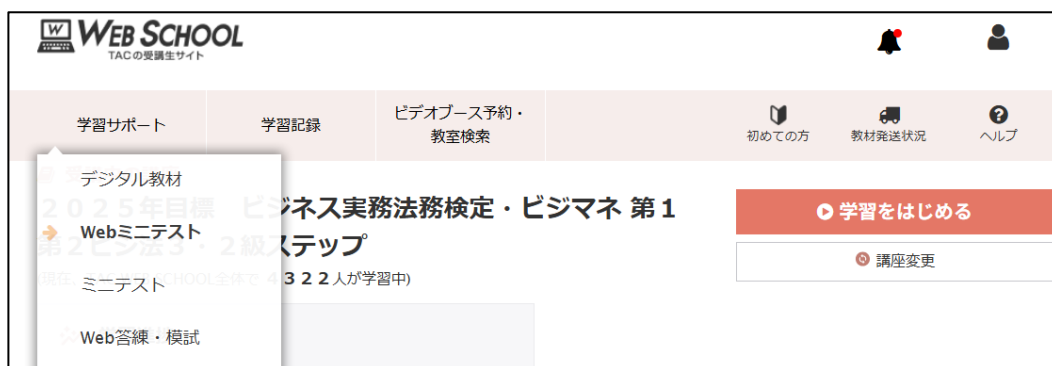 WEB SCHOOL
TACの受講生サイト
学習サポート
学習記録
ビデオブース予約・
教室検索
初めての方
教材発送状況
ヘルプ
デジタル教材
Webミニテスト
ミニテスト
Web答練・模試
2025年目標 ビジネス実務法務検定・ビジマネ 第1
第2ビジ法3・2級ステップ
SCHOOL全体で 4322人が学習中)
学習をはじめる
講座変更